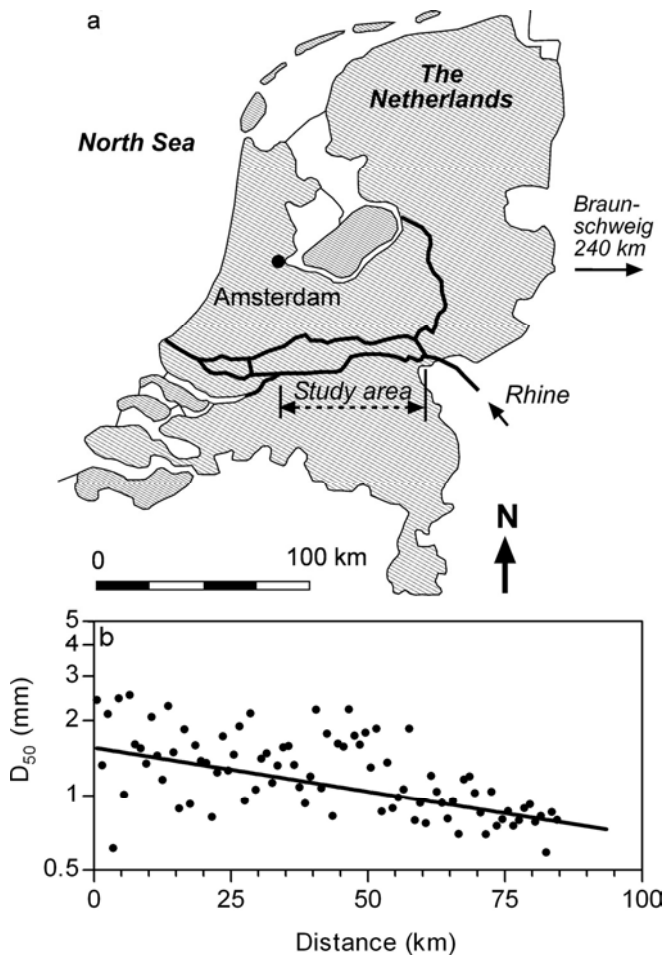 a
The
Netherlands
North Sea
Braun-
schweig
240 km
Amsterdam
Study area
Rhine
N
0 100 km
b
5
4
3
2
1
0.5
D50 (mm)
0 25 50 75 100
Distance (km)